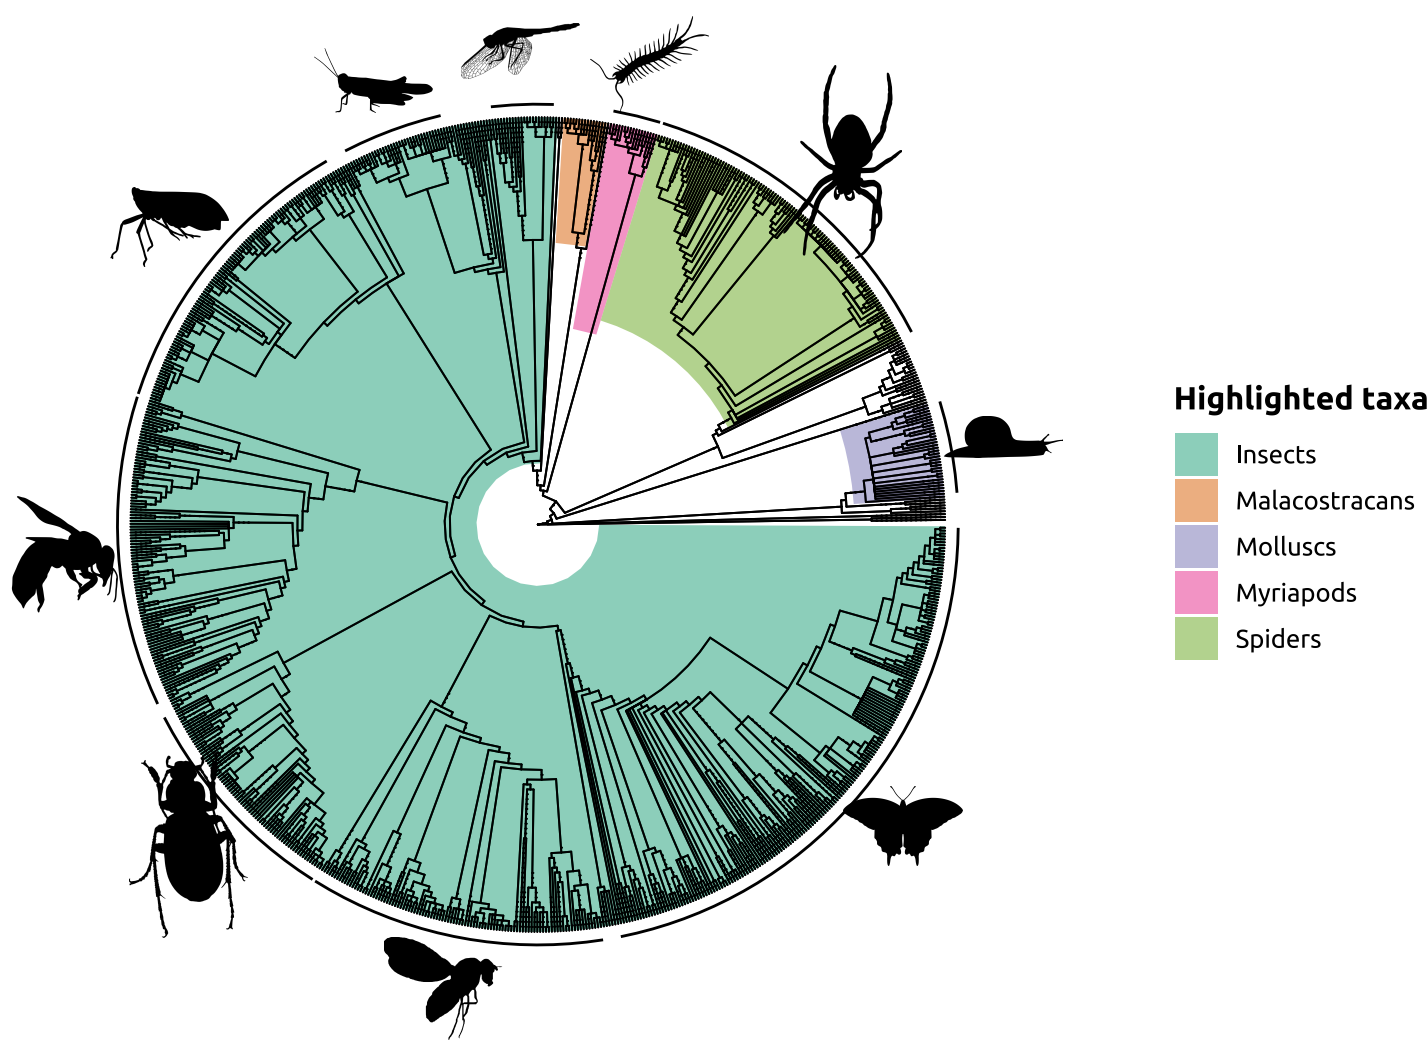 Highlighted taxa
Insects
Malacostracans
Molluscs
Myriapods
Spiders